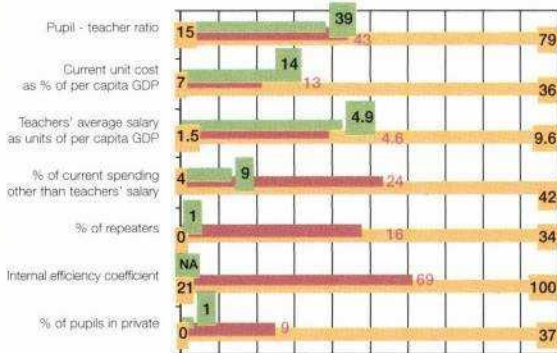 39
Pupil - teacher ratio
15
43
79
Current unit cost
as % of per capita GDP
14
7
13
36
Teachers' average salary
as units of per capita GDP
4.9
1.5
4.6
9.6
% of current spending
other than teachers' salary
9
4
24
42
1
% of repeaters
0
16
34
NA
Internal efficiency coefficient
69
21
100
1
% of pupils in private
0
9
37